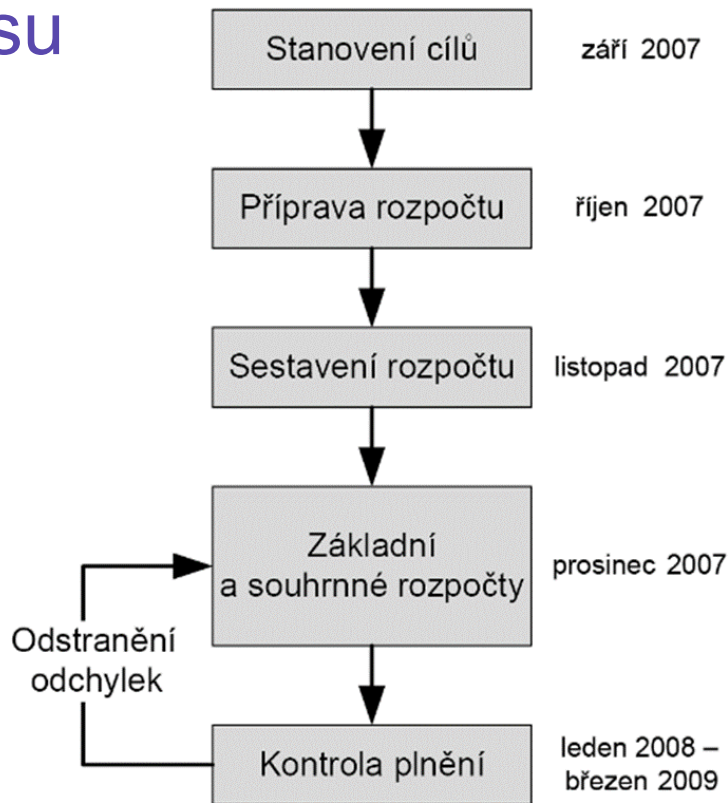 su
Stanovení cílů
září 2007
Příprava rozpočtu
říjen 2007
Sestavení rozpočtu
listopad 2007
Základní
a souhrnné rozpočty
prosinec 2007
Odstranění
odchylek
Kontrola plnění
leden 2008 –
březen 2009